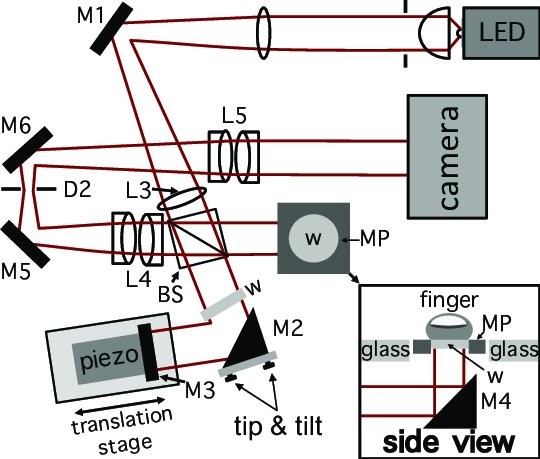 M1
LED
M6
L5
camera
D2
L3
M5
L4
BS
w
MP
w
M2
piezo
M3
translation
stage
tip & tilt
finger
MP
glass
glass
w
M4
side view